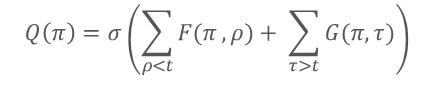 Q(π) = σ(∑_{ρ<t} F(π, ρ) + ∑_{τ>t} G(π, τ))